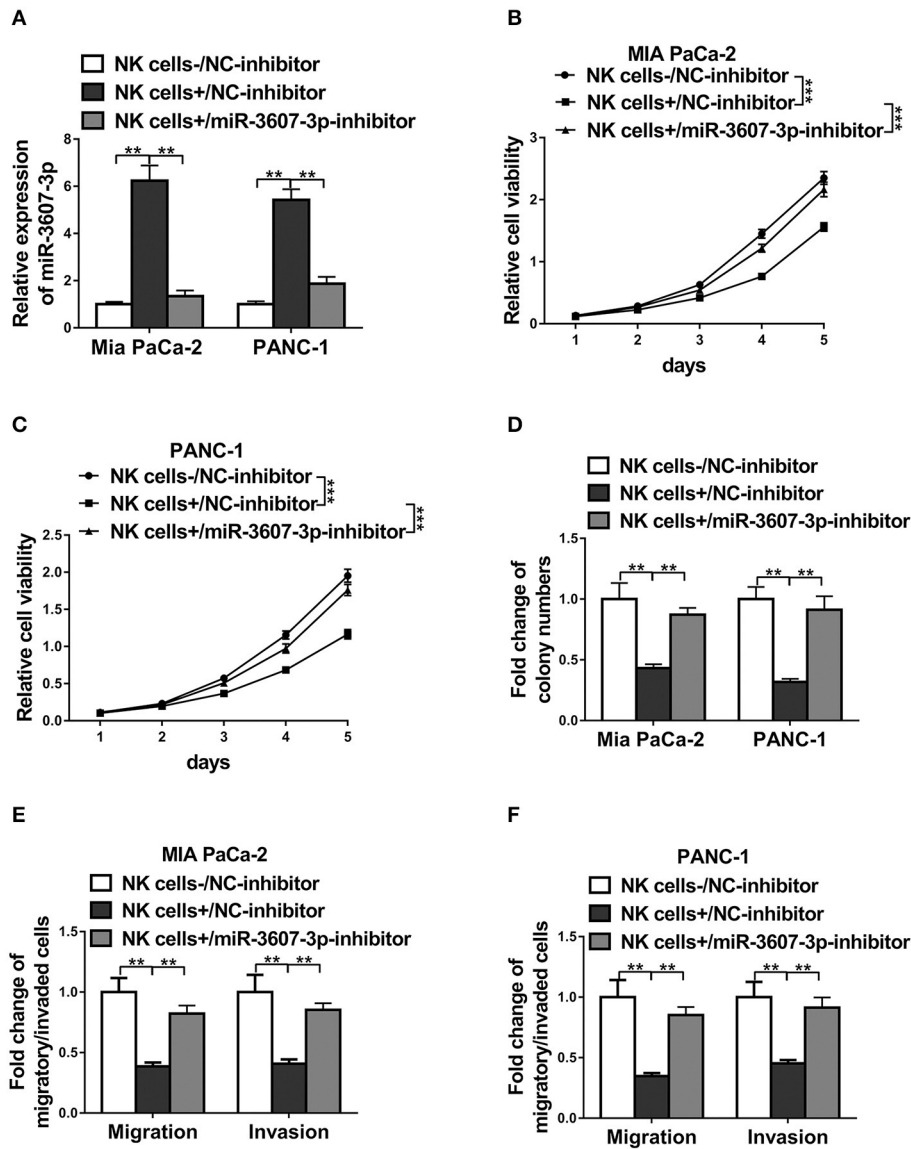 A
NK cells-/NC-inhibitor
NK cells+/NC-inhibitor
NK cells+/miR-3607-3p-inhibitor
Relative expression
of miR-3607-3p
8
6
4
2
0
** **
** **
Mia PaCa-2 PANC-1
B
MIA PaCa-2
NK cells-/NC-inhibitor
NK cells+/NC-inhibitor
NK cells+/miR-3607-3p-inhibitor
***
***
Relative cell viability
3
2
1
0
1 2 3 4 5
days
C
PANC-1
NK cells-/NC-inhibitor
NK cells+/NC-inhibitor
NK cells+/miR-3607-3p-inhibitor
***
***
Relative cell viability
2.5
2.0
1.5
1.0
0.5
0.0
1 2 3 4 5
days
D
NK cells-/NC-inhibitor
NK cells+/NC-inhibitor
NK cells+/miR-3607-3p-inhibitor
Fold change of
colony numbers
1.5
1.0
0.5
0.0
** **
** **
Mia PaCa-2 PANC-1
E
MIA PaCa-2
NK cells-/NC-inhibitor
NK cells+/NC-inhibitor
NK cells+/miR-3607-3p-inhibitor
Fold change of
migratory/invaded cells
1.5
1.0
0.5
0.0
** **
** **
Migration Invasion
F
PANC-1
NK cells-/NC-inhibitor
NK cells+/NC-inhibitor
NK cells+/miR-3607-3p-inhibitor
Fold change of
migratory/invaded cells
1.5
1.0
0.5
0.0
** **
** **
Migration Invasion